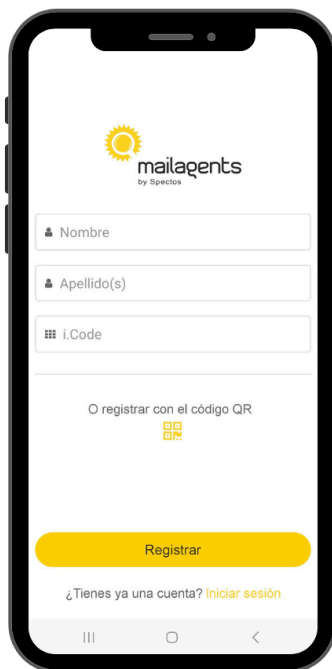 mailagents
by Spectos
Nombre
Apellido(s)
i.Code
O registrar con el código QR
Registrar
¿Tienes ya una cuenta? Iniciar sesión